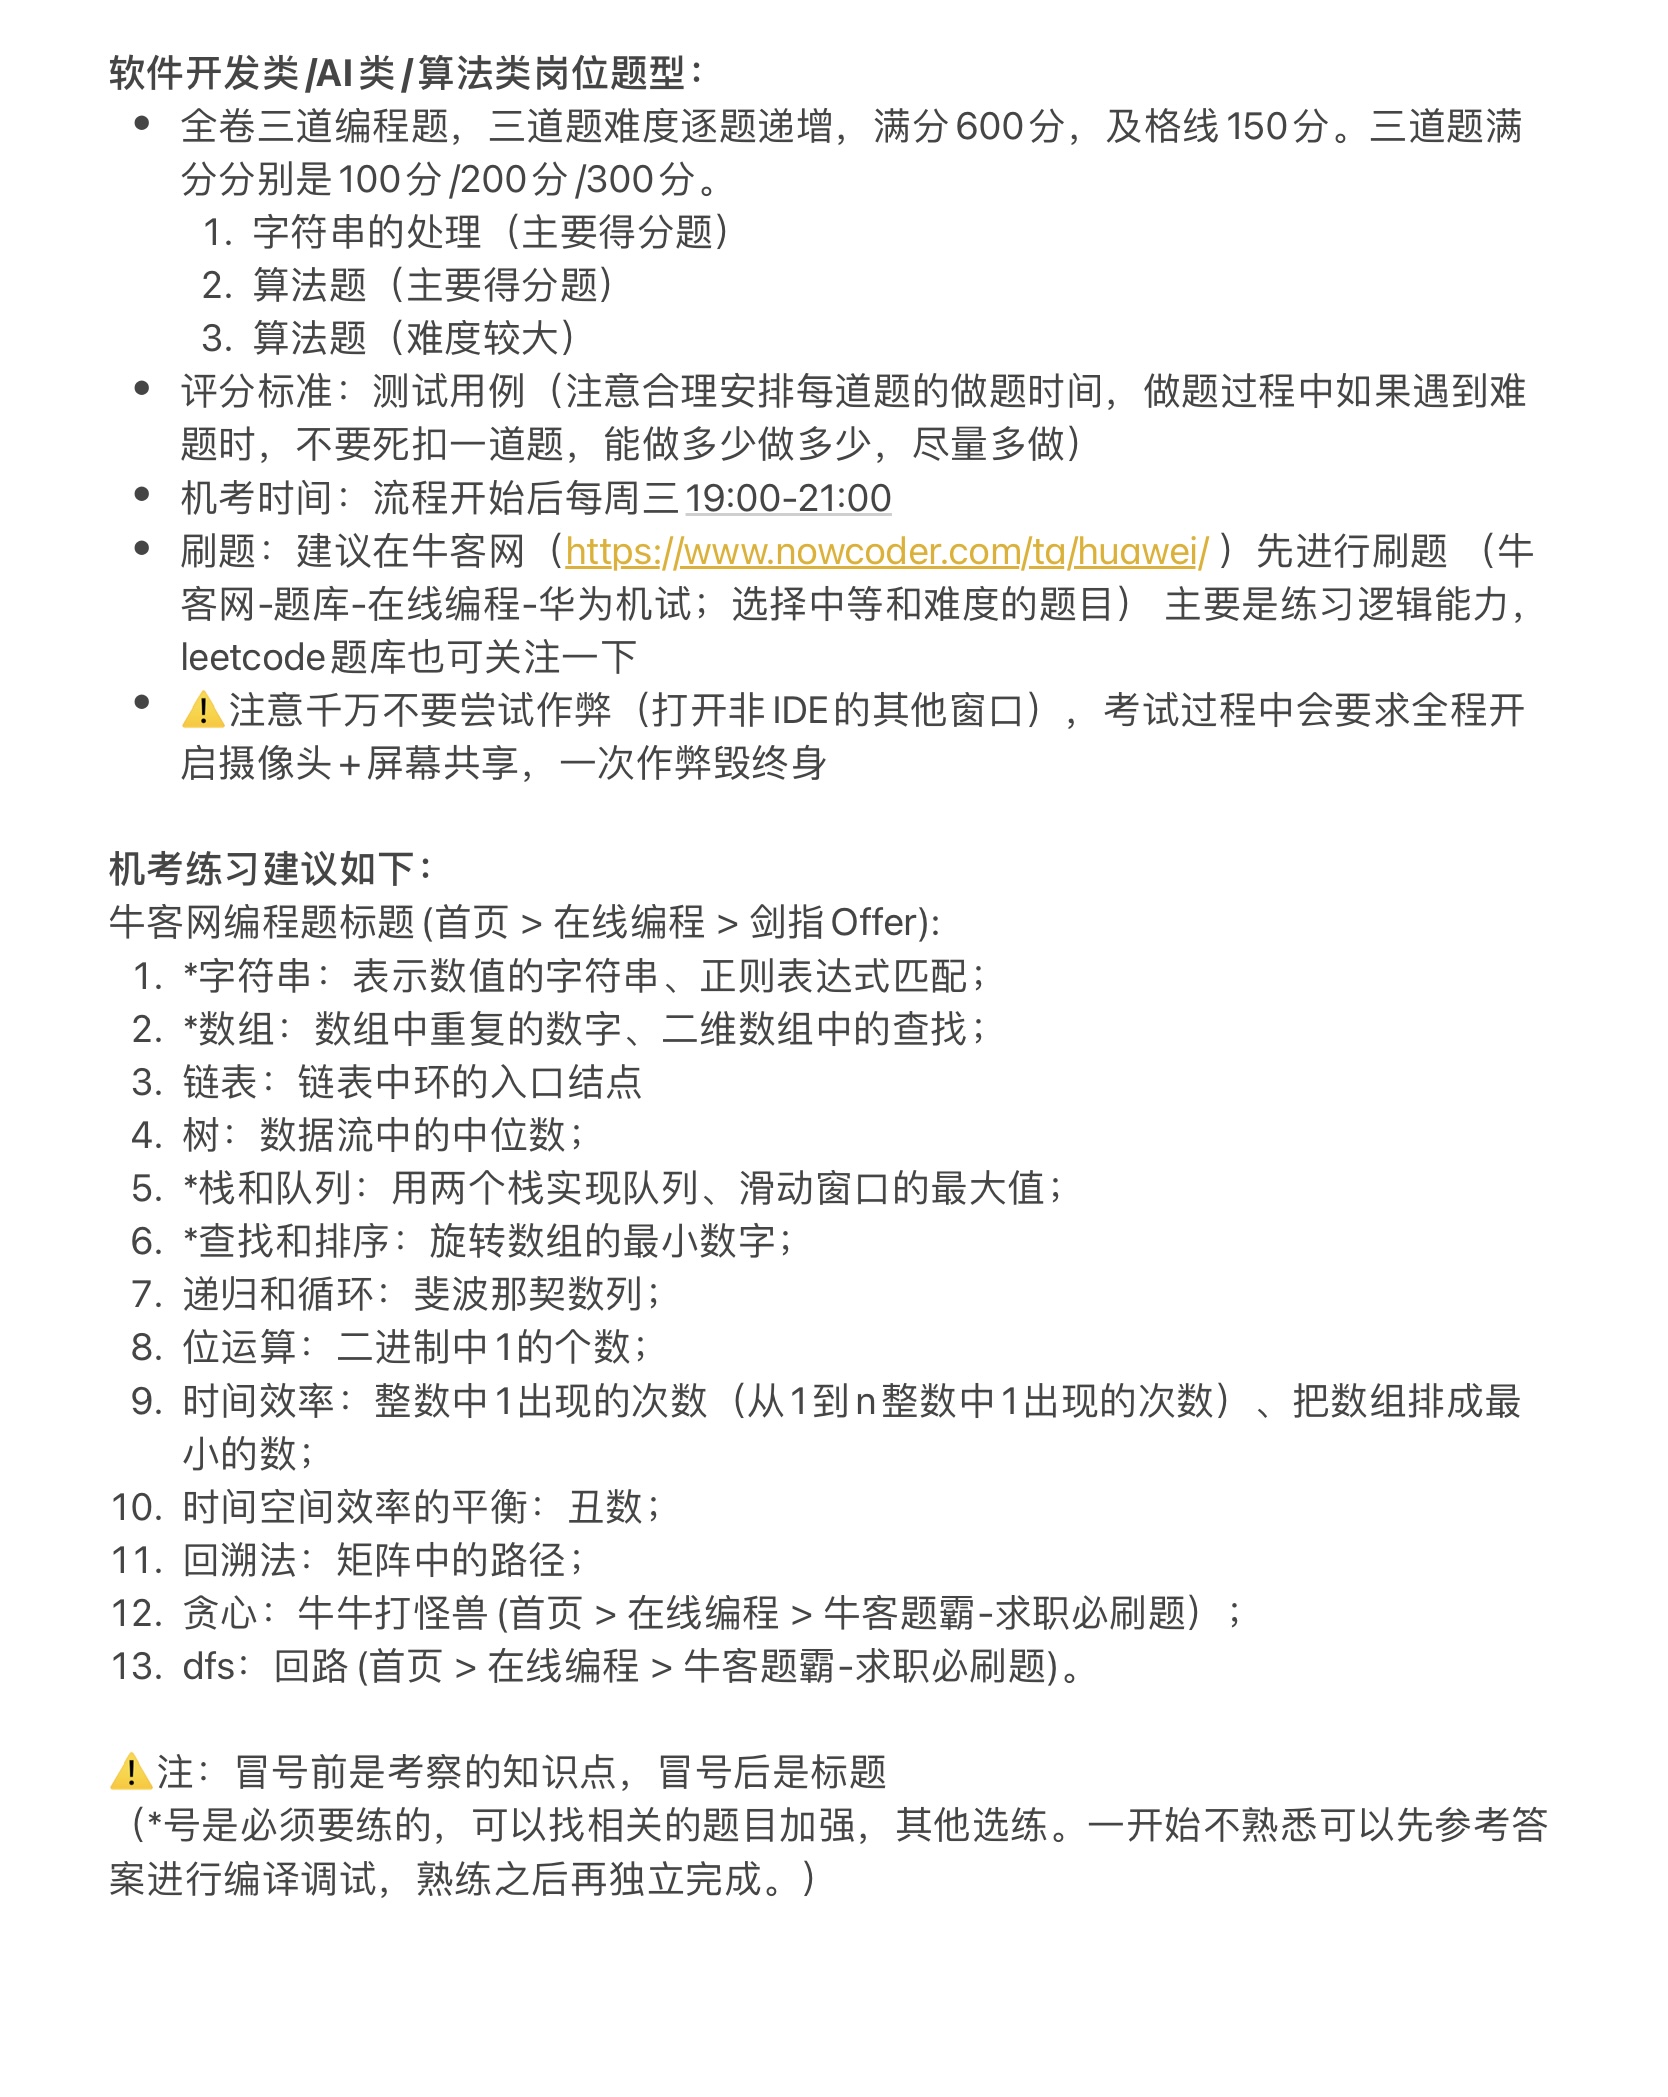 软件开发类/AI类/算法类岗位题型：
● 全卷三道编程题，三道题难度逐题递增，满分600分，及格线150分。三道题满
分分别是100分/200分/300分。
1. 字符串的处理（主要得分题）
2. 算法题（主要得分题）
3. 算法题（难度较大）
● 评分标准：测试用例（注意合理安排每道题的做题时间，做题过程中如果遇到难
题时，不要死扣一道题，能做多少做多少，尽量多做）
● 机考时间：流程开始后每周三19:00-21:00
● 刷题：建议在牛客网（https://www.nowcoder.com/ta/huawei/ ）先进行刷题 （牛
客网-题库-在线编程-华为机试；选择中等和难度的题目） 主要是练习逻辑能力，
leetcode题库也可关注一下
● ⚠️注意千万不要尝试作弊（打开非IDE的其他窗口），考试过程中会要求全程开
启摄像头+屏幕共享，一次作弊毁终身
机考练习建议如下：
牛客网编程题标题(首页 > 在线编程 > 剑指Offer):
1. *字符串：表示数值的字符串、正则表达式匹配；
2. *数组：数组中重复的数字、二维数组中的查找；
3. 链表：链表中环的入口结点
4. 树：数据流中的中位数；
5. *栈和队列：用两个栈实现队列、滑动窗口的最大值；
6. *查找和排序：旋转数组的最小数字；
7. 递归和循环：斐波那契数列；
8. 位运算：二进制中1的个数；
9. 时间效率：整数中1出现的次数（从1到n整数中1出现的次数）、把数组排成最
小的数；
10. 时间空间效率的平衡：丑数；
11. 回溯法：矩阵中的路径；
12. 贪心：牛牛打怪兽(首页 > 在线编程 > 牛客题霸-求职必刷题）；
13. dfs：回路(首页 > 在线编程 > 牛客题霸-求职必刷题)。
⚠️注：冒号前是考察的知识点，冒号后是标题
（*号是必须要练的，可以找相关的题目加强，其他选练。一开始不熟悉可以先参考答
案进行编译调试，熟练之后再独立完成。）